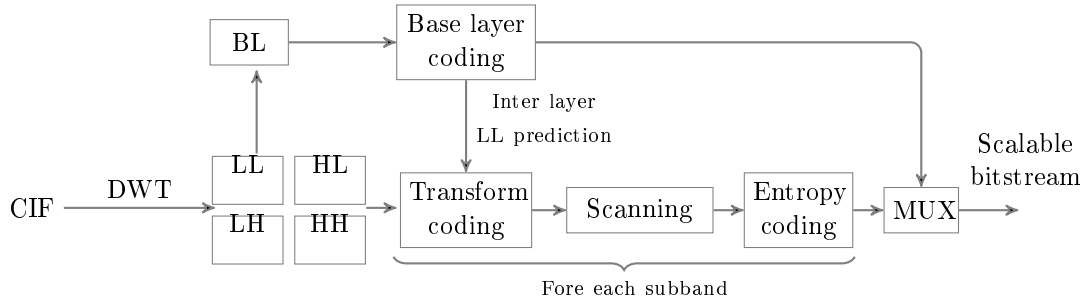 BL
Base layer
coding
Inter layer
LL prediction
CIF
DWT
LL
HL
LH
HH
Transform
coding
Scanning
Entropy
coding
MUX
Scalable
bitstream
Fore each subband